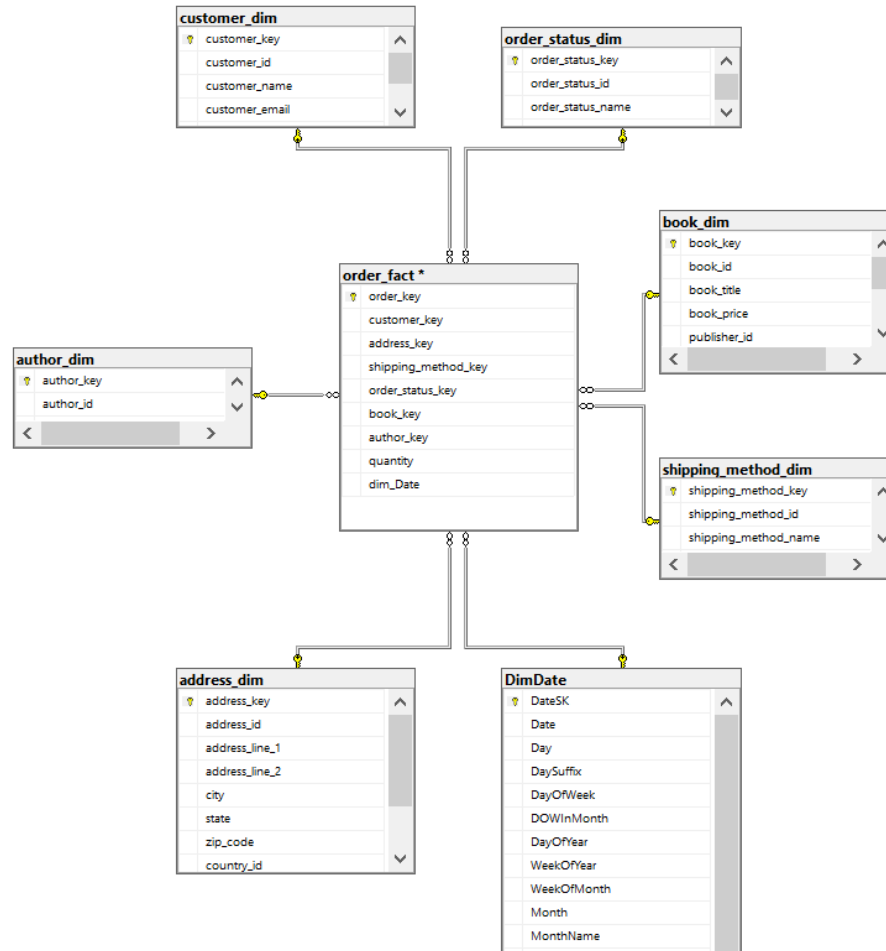 customer_dim
customer_key
customer_id
customer_name
customer_email
order_status_dim
order_status_key
order_status_id
order_status_name
book_dim
book_key
book_id
book_title
book_price
publisher_id
order_fact *
order_key
customer_key
address_key
shipping_method_key
order_status_key
book_key
author_key
quantity
dim_Date
author_dim
author_key
author_id
shipping_method_dim
shipping_method_key
shipping_method_id
shipping_method_name
address_dim
address_key
address_id
address_line_1
address_line_2
city
state
zip_code
country_id
DimDate
DateSK
Date
Day
DaySuffix
DayOfWeek
DOWInMonth
DayOfYear
WeekOfYear
WeekOfMonth
Month
MonthName